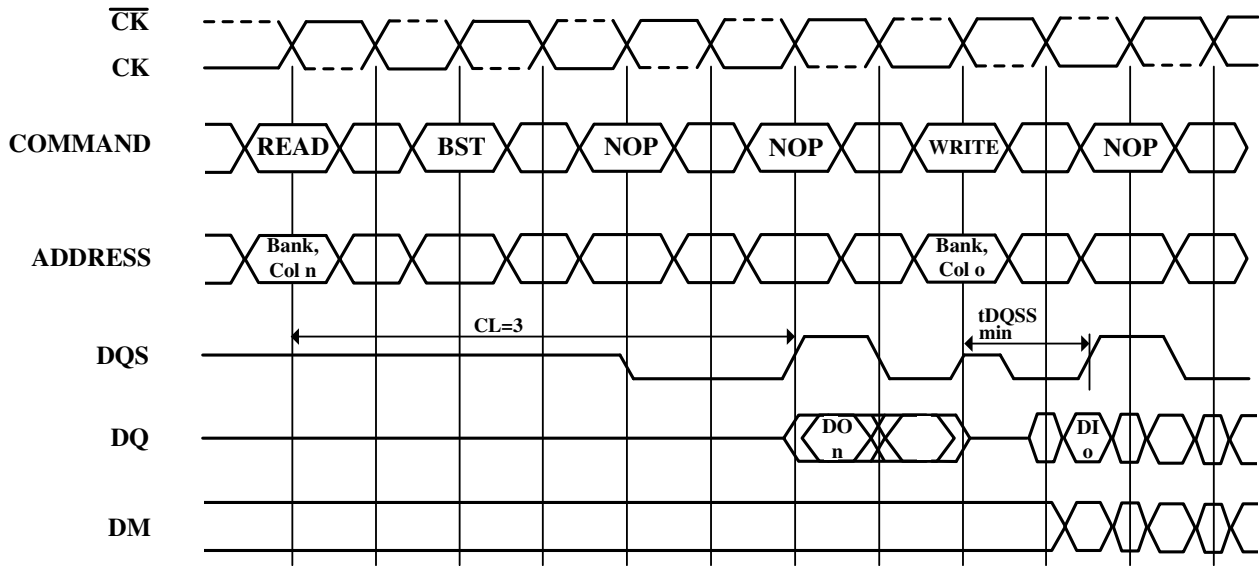 CK
CK
COMMAND
READ
BST
NOP
NOP
WRITE
NOP
ADDRESS
Bank,
Col n
Bank,
Col o
CL=3
tDQSS
min
DQS
DQ
DO
n
DI
o
DM